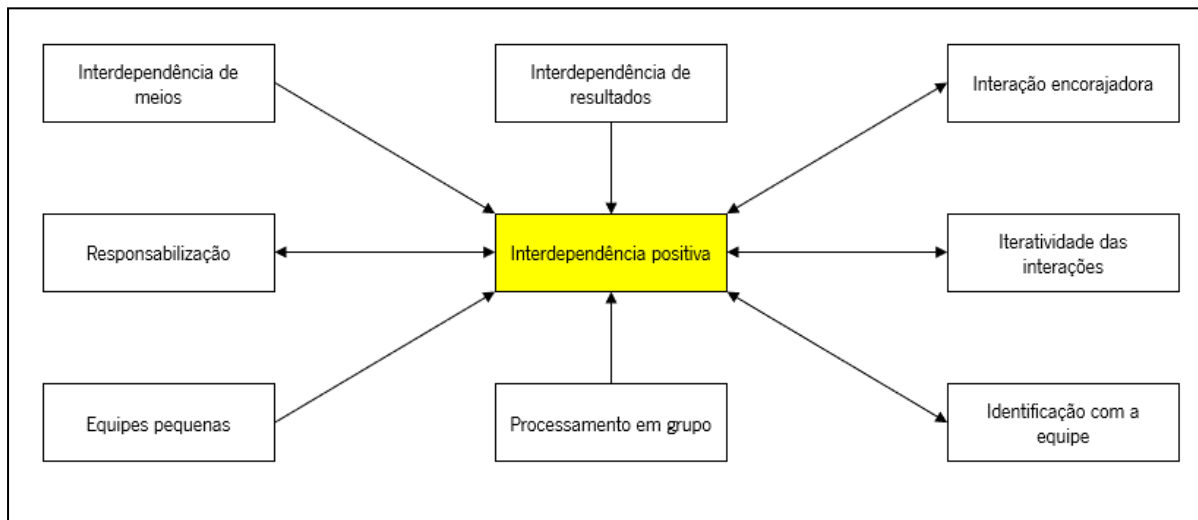 Interdependência de
meios
Interdependência de
resultados
Interação encorajadora
Responsabilização
Interdependência positiva
Iteratividade das
interações
Equipes pequenas
Processamento em grupo
Identificação com a
equipe